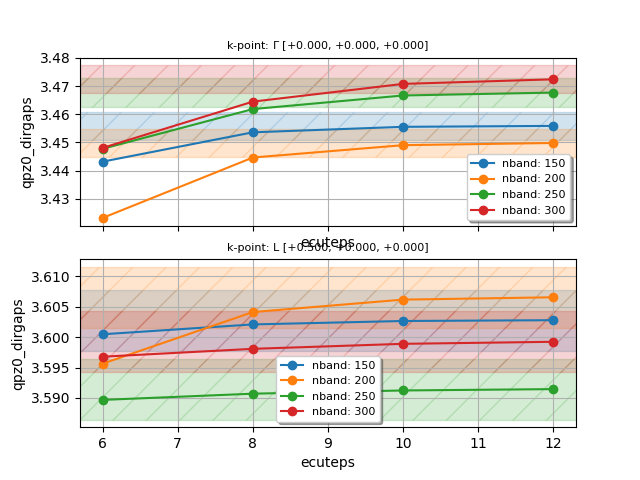 k-point: Γ [+0.000, +0.000, +0.000]
3.48
3.47
3.46
3.45
3.44
3.43
qpz0_dirgaps
nband: 150
nband: 200
nband: 250
nband: 300
ecuteps
k-point: L [+0.500, +0.000, +0.000]
3.610
3.605
3.600
3.595
3.590
qpz0_dirgaps
nband: 150
nband: 200
nband: 250
nband: 300
6 7 8 9 10 11 12
ecuteps